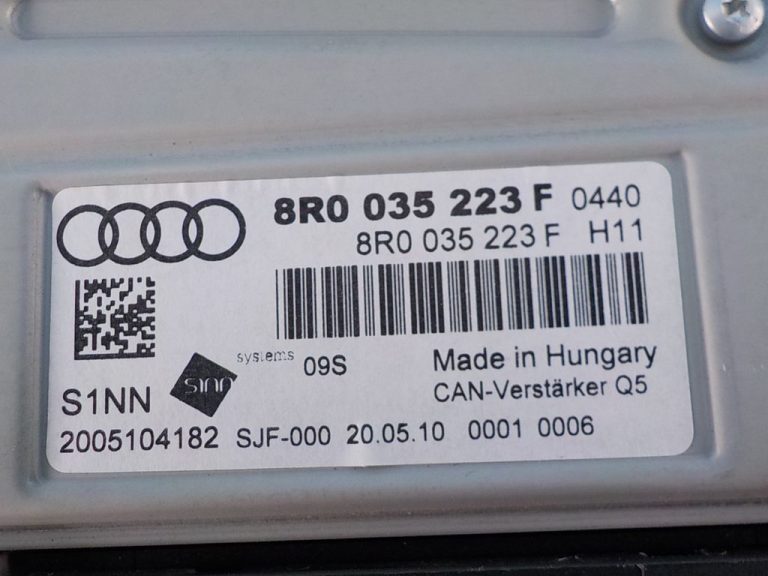 8R0 035 223 F 0440
8R0 035 223 F H11
systems 09S
sınn
Made in Hungary
S1NN
CAN-Verstärker Q5
2005104182 SJF-000 20.05.10 0001 0006